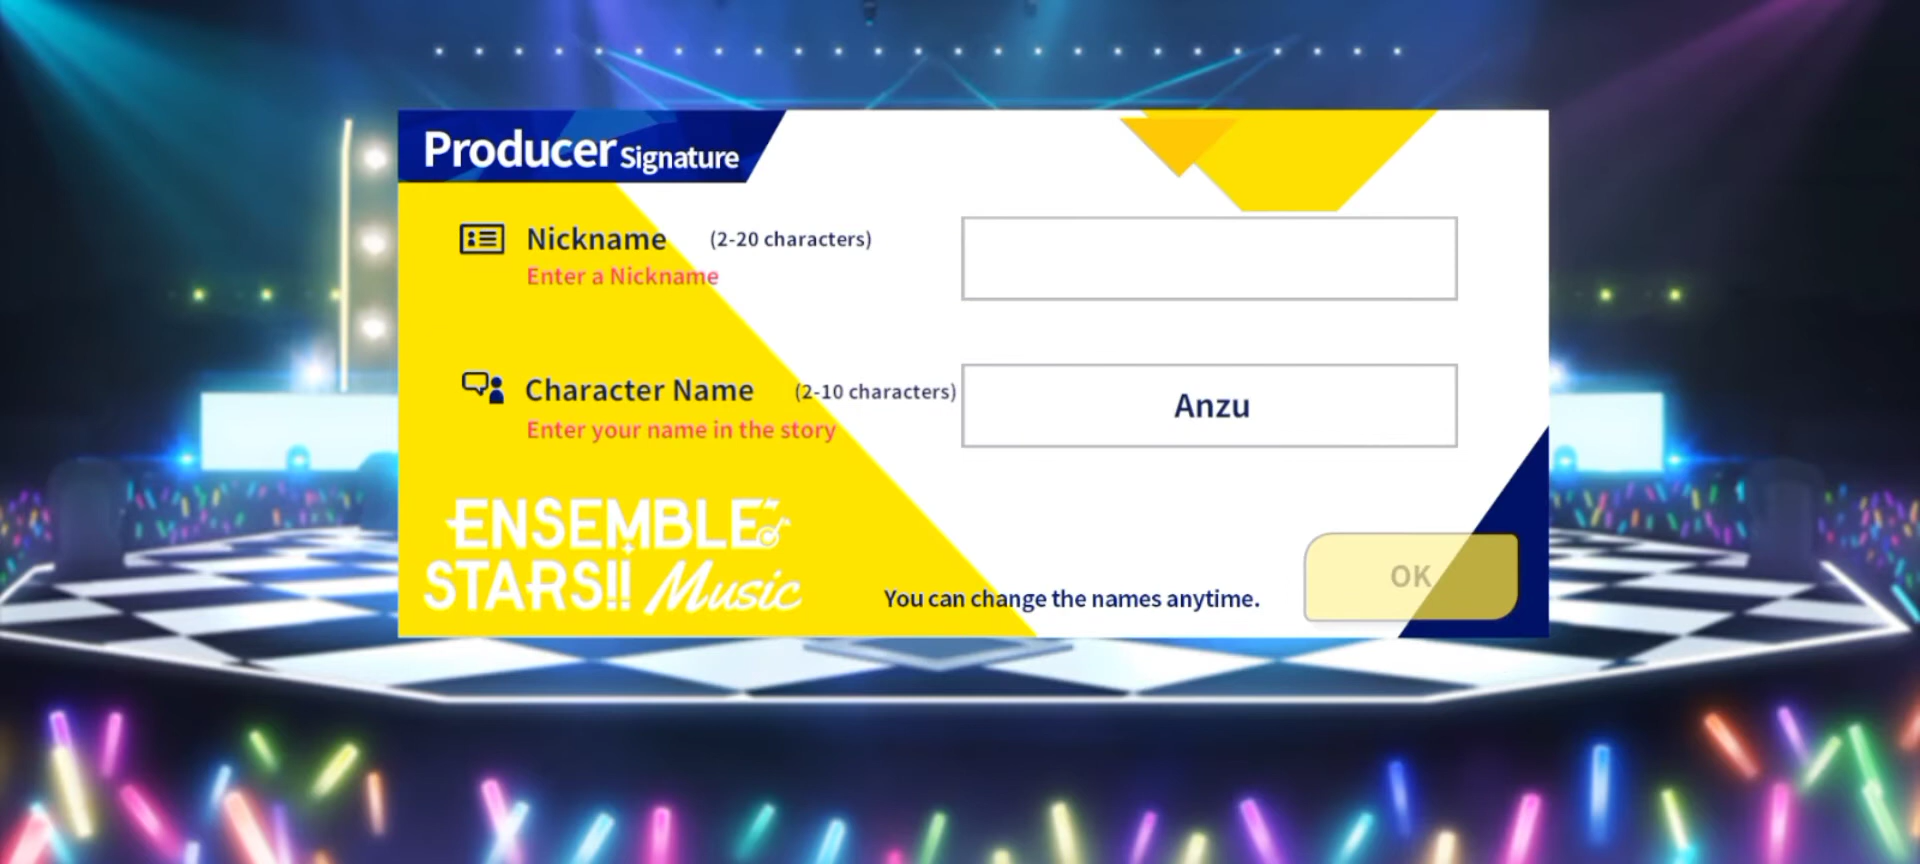 Producer Signature
Nickname (2-20 characters)
Enter a Nickname
Character Name (2-10 characters)
Anzu
Enter your name in the story
ENSEMBLE
STARS!! Music
You can change the names anytime.
OK